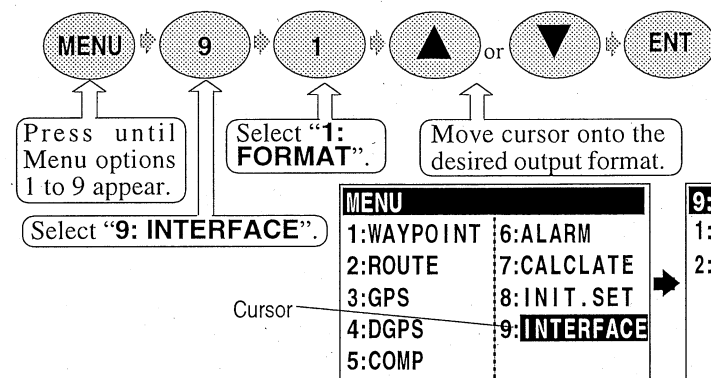 MENU 9 1 ▲ or ▼ ENT
Press until
Menu options
1 to 9 appear.
Select “1:
FORMAT”.
Move cursor onto the
desired output format.
Select “9: INTERFACE”.
MENU
1:WAYPOINT 6:ALARM
2:ROUTE 7:CALCLATE
3:GPS 8:INIT.SET
4:DGPS 9:INTERFACE
5:COMP
Cursor
9:
1:
2: